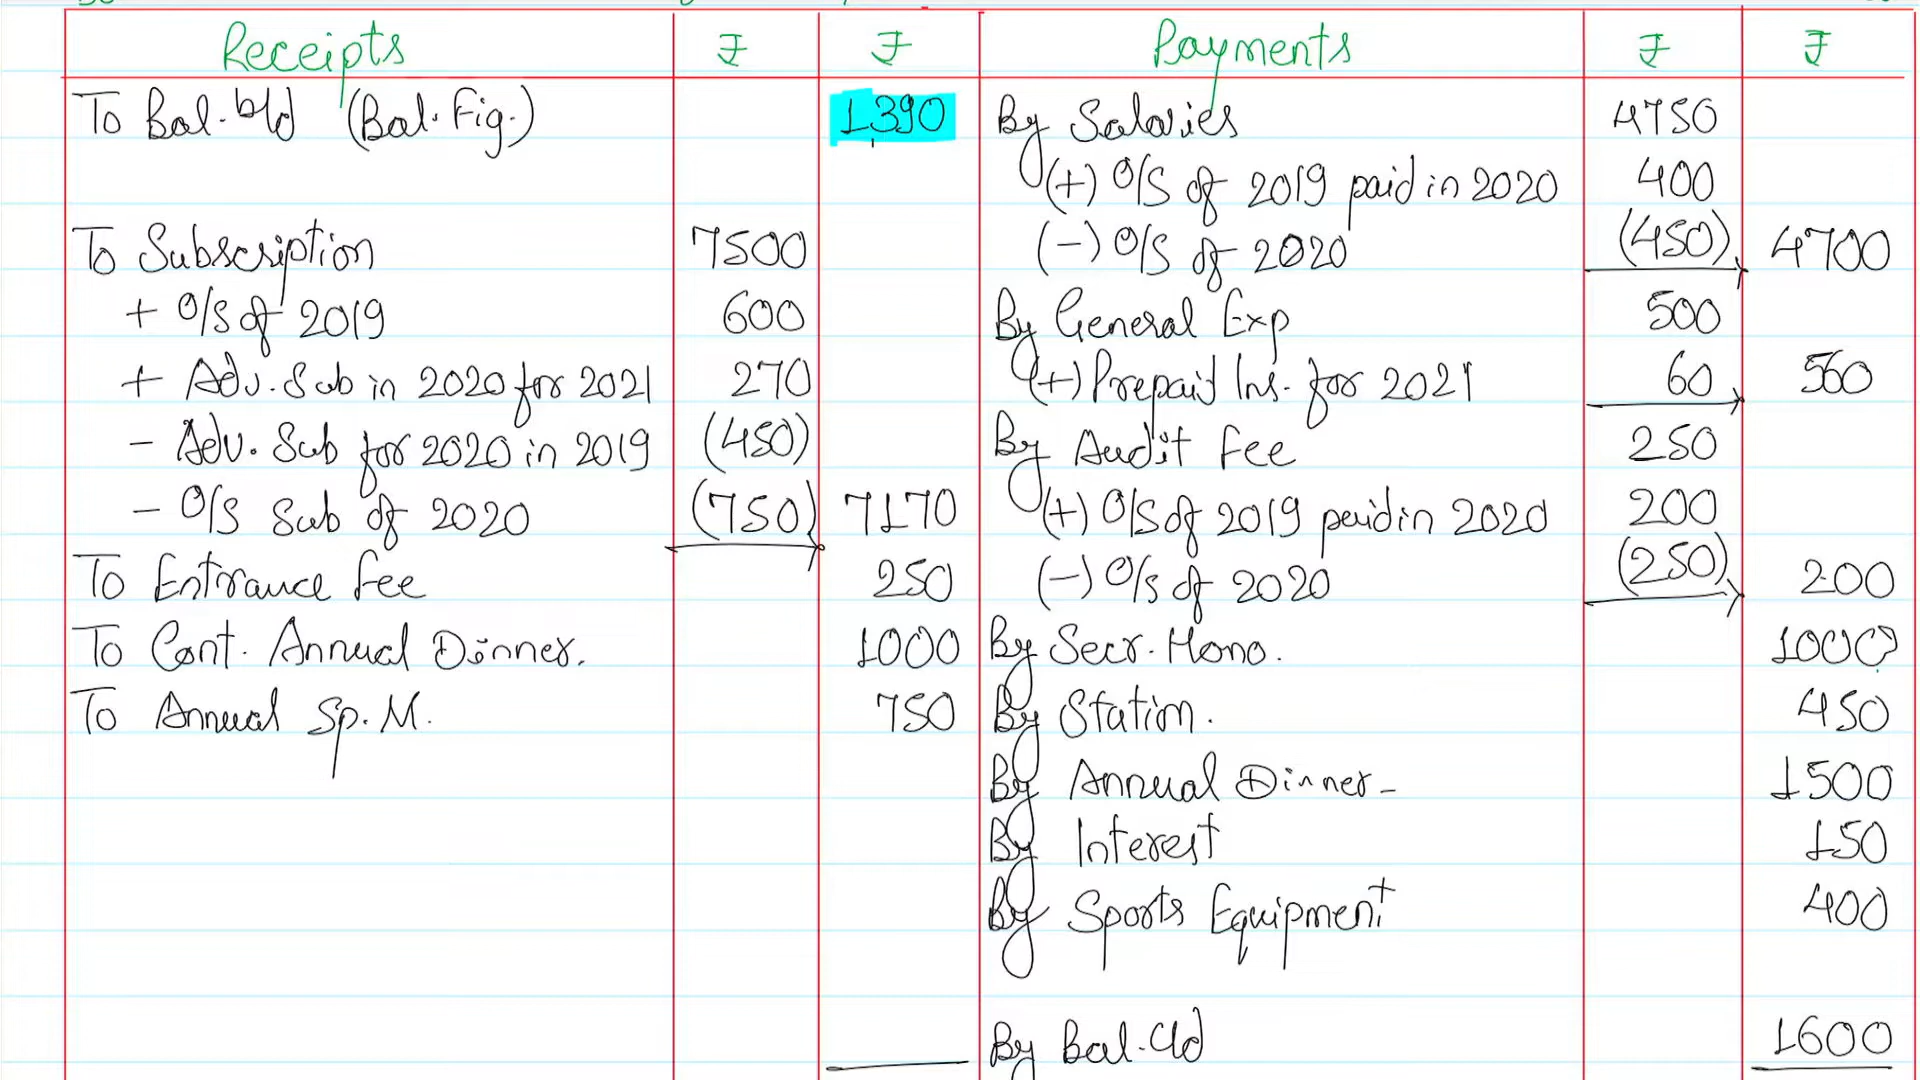 Receipts ₹ ₹ Payments ₹ ₹
To Bal. b/d (Bal. Fig.) 1390 By Salaries 4750
(+) O/S of 2019 paid in 2020 400
To Subscription 7500 (-) O/S of 2020 (450) 4700
+ O/S of 2019 600 By General Exp 500
+ Adv. Sub in 2020 for 2021 270 (+) Prepaid Ins. for 2021 60 560
- Adv. Sub for 2020 in 2019 (450) By Audit Fee 250
- O/S Sub of 2020 (750) 7170 (+) O/S of 2019 paid in 2020 200
To Entrance Fee 250 (-) O/s of 2020 (250) 200
To Cont. Annual Dinner. 1000 By Secr. Hono. 1000
To Annual Sp. M. 750 By Station. 450
By Annual Dinner- 1500
By Interest 150
By Sports Equipment 400
By Bal. C/d 1600